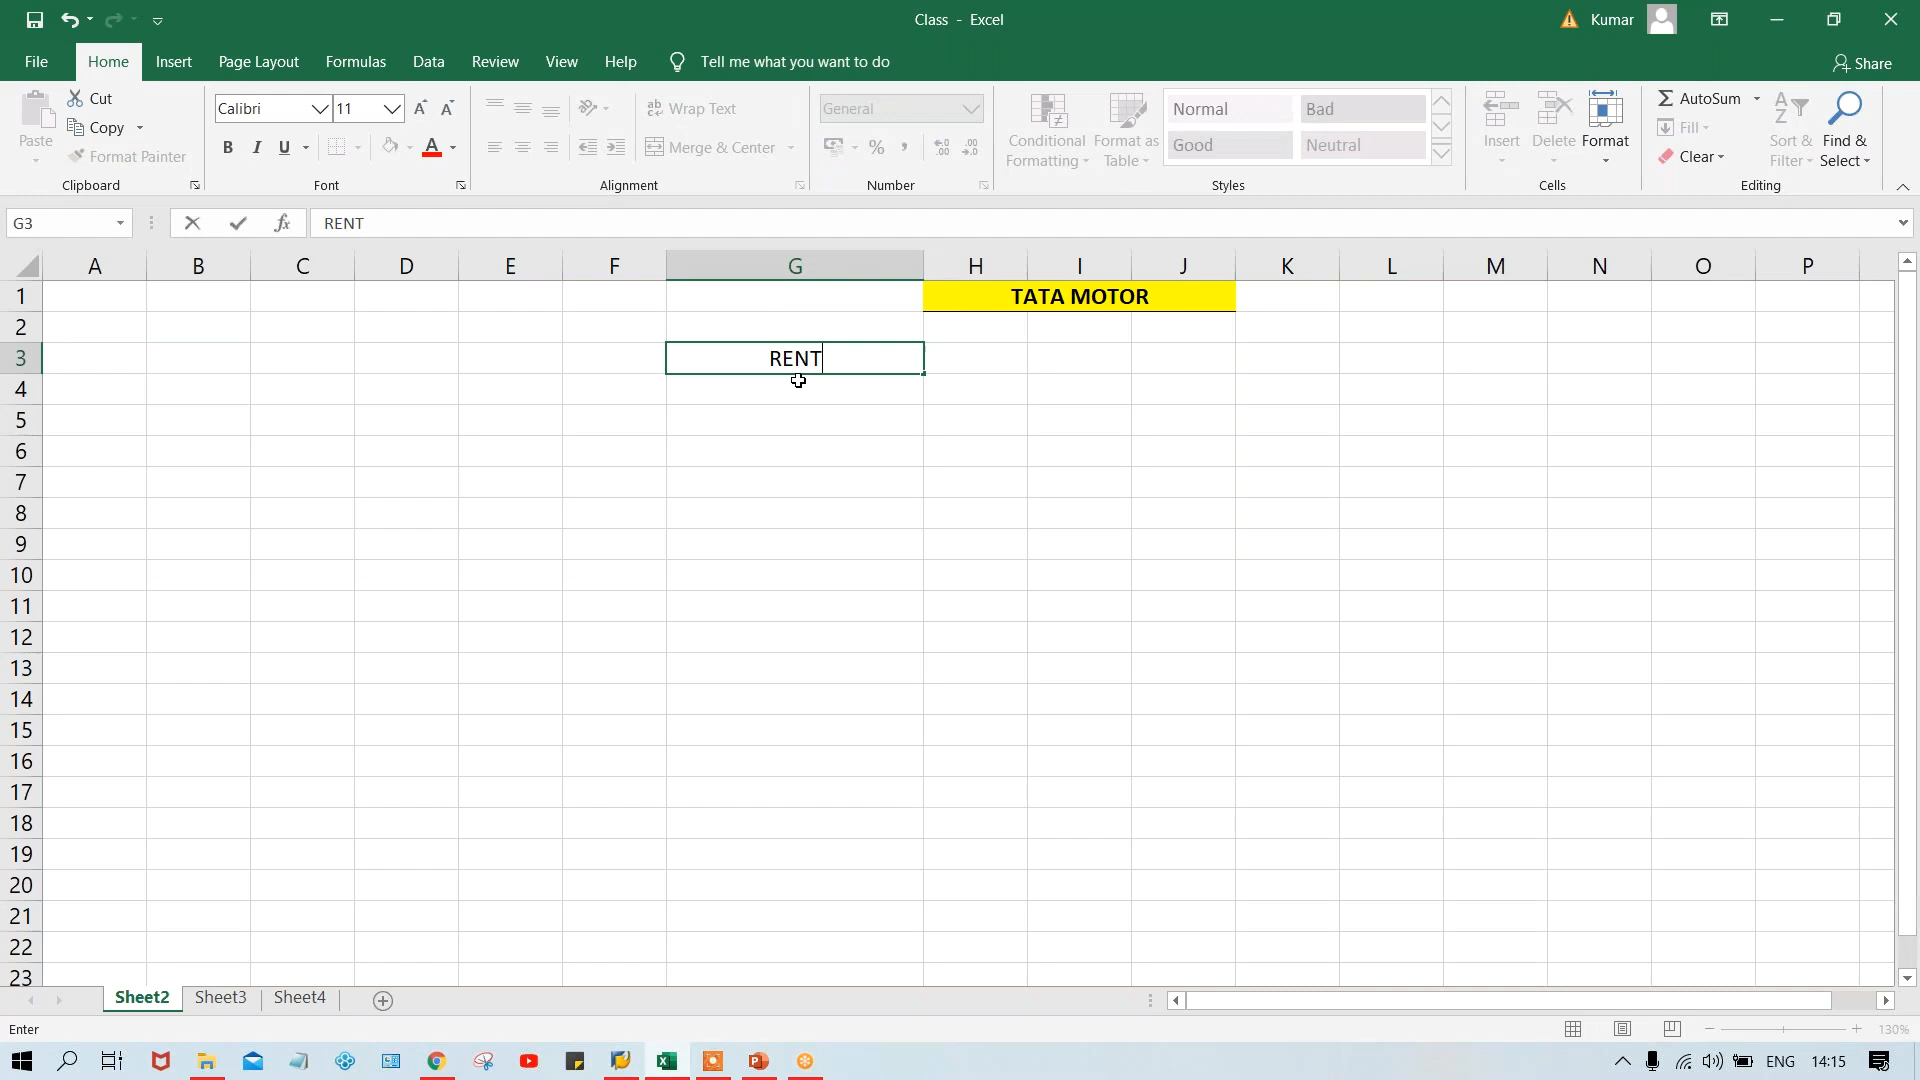 Class - Excel
Kumar
File
Home
Insert
Page Layout
Formulas
Data
Review
View
Help
Tell me what you want to do
Share
Paste
Cut
Copy
Format Painter
Clipboard
Calibri
11
B I U
Font
Wrap Text
Merge & Center
Alignment
General
%
Number
Conditional
Formatting
Format as
Table
Normal
Bad
Good
Neutral
Styles
Insert
Delete
Format
Cells
AutoSum
Fill
Clear
Sort &
Filter
Find &
Select
Editing
G3
fx
RENT
A B C D E F G H I J K L M N O P
1 TATA MOTOR
2
3 RENT
4
5
6
7
8
9
10
11
12
13
14
15
16
17
18
19
20
21
22
23
Sheet2
Sheet3
Sheet4
Enter
130%
ENG
14:15